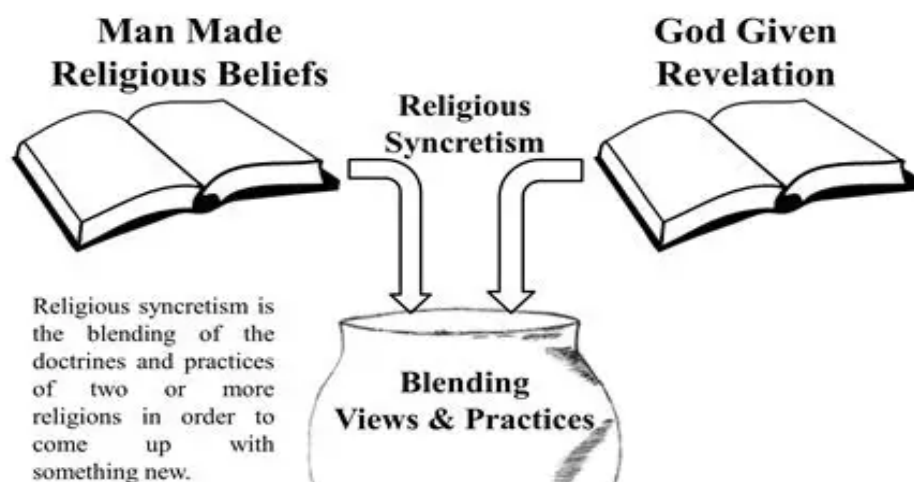 Man Made
Religious Beliefs
God Given
Revelation
Religious
Syncretism
Religious syncretism is
the blending of the
doctrines and practices
of two or more
religions in order to
come up with
something new.
Blending
Views & Practices